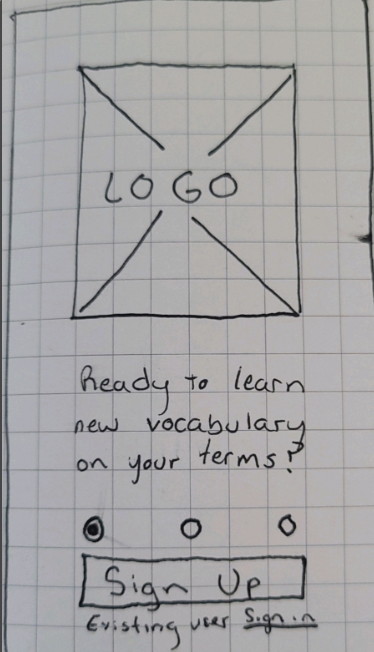 LOGO
Ready to learn
new vocabulary
on your terms?
Sign Up
Existing user Sign in